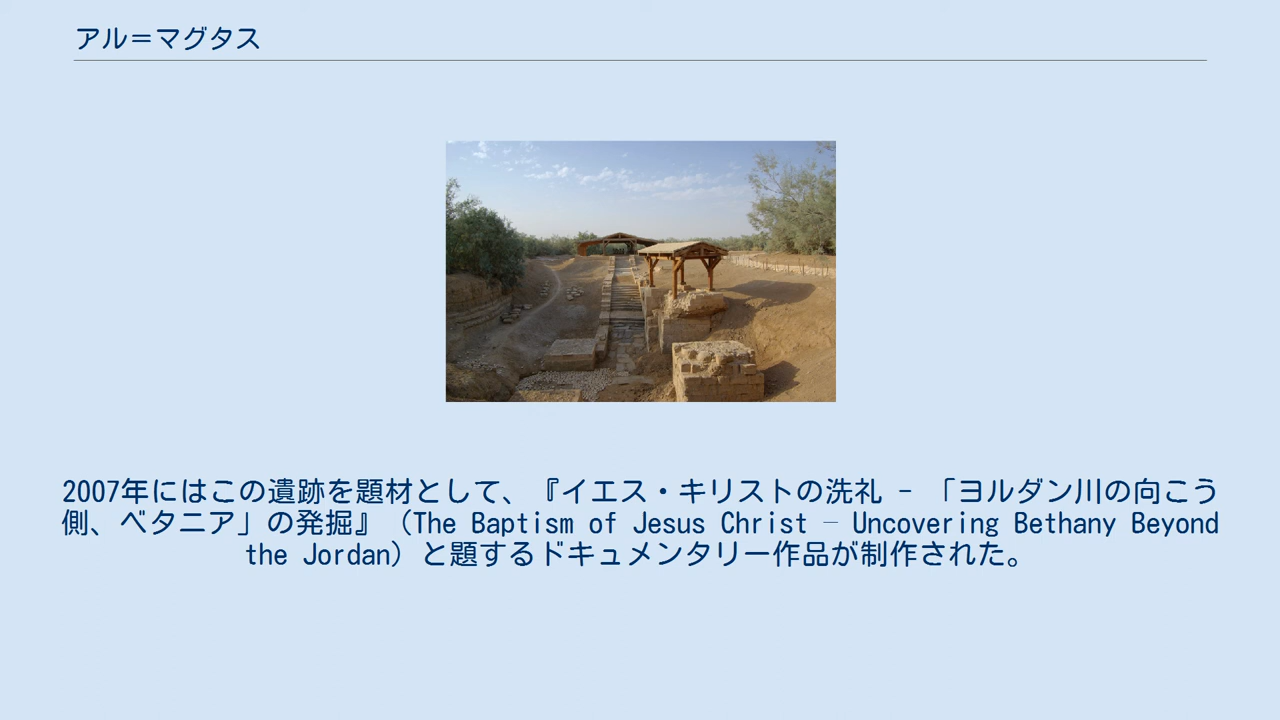 アル＝マグタス
2007年にはこの遺跡を題材として、『イエス・キリストの洗礼 - 「ヨルダン川の向こう
側、ベタニア」の発掘』（The Baptism of Jesus Christ – Uncovering Bethany Beyond
the Jordan）と題するドキュメンタリー作品が制作された。